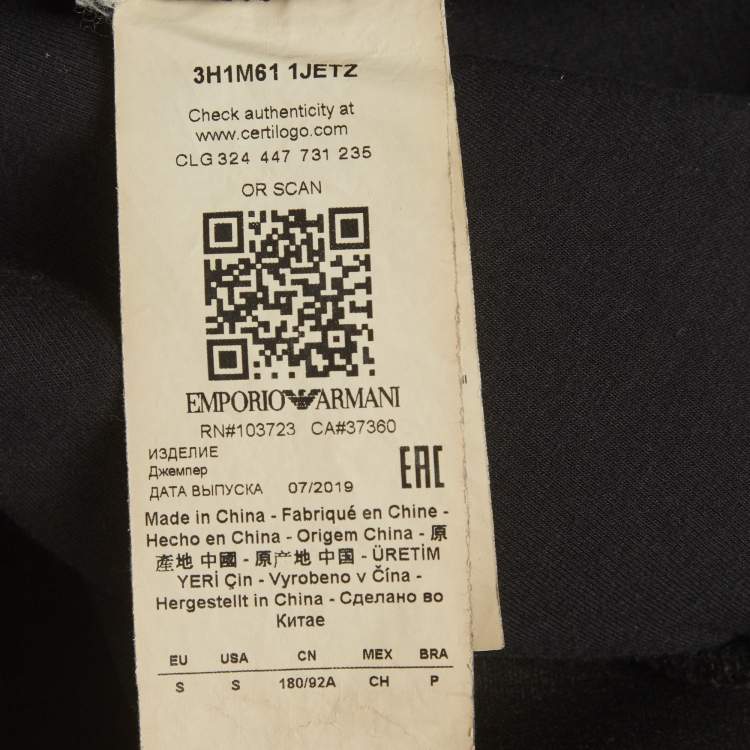 3H1M61 1JETZ
Check authenticity at
www.certilogo.com
CLG 324 447 731 235
OR SCAN
EMPORIO ARMANI
RN#103723 CA#37360
ИЗДЕЛИЕ
Джемпер
EAC
ДАТА ВЫПУСКА 07/2019
Made in China - Fabriqué en Chine -
Hecho en China - Origem China - 原
產地 中國 - 原产地 中国 - ÜRETİM
YERİ Çin - Vyrobeno v Čína -
Hergestellt in China - Сделано во
Китае
EU USA CN MEX BRA
S S 180/92A CH P